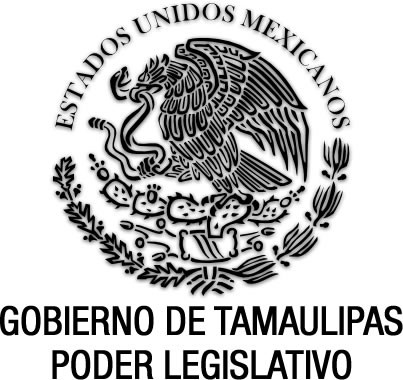 ESTADOS UNIDOS MEXICANOS
GOBIERNO DE TAMAULIPAS
PODER LEGISLATIVO